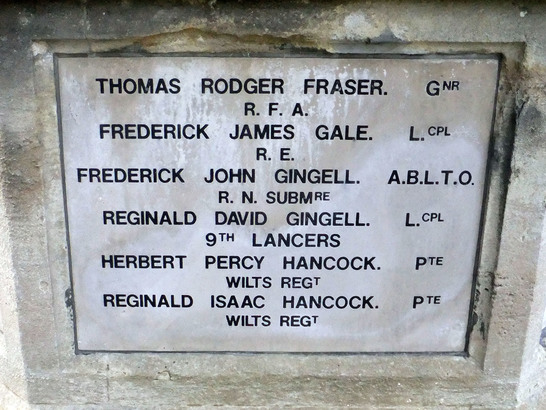 THOMAS RODGER FRASER. GNR
R. F. A.
FREDERICK JAMES GALE. L.CPL
R. E.
FREDERICK JOHN GINGELL. A.B.L.T.O.
R. N. SUBMRE
REGINALD DAVID GINGELL. L.CPL
9TH LANCERS
HERBERT PERCY HANCOCK. PTE
WILTS REGT
REGINALD ISAAC HANCOCK. PTE
WILTS REGT